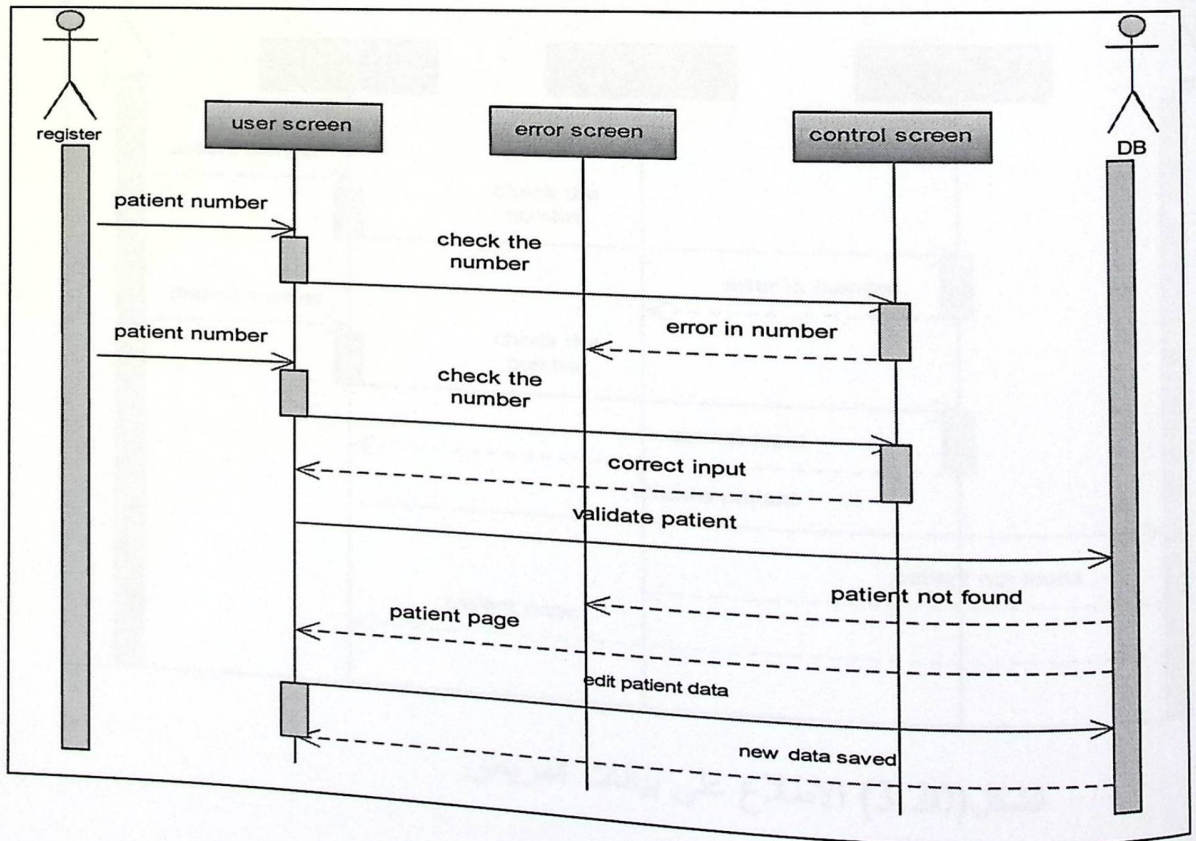 register
user screen
error screen
control screen
DB
patient number
check the
number
error in number
patient number
check the
number
correct input
validate patient
patient not found
patient page
edit patient data
new data saved